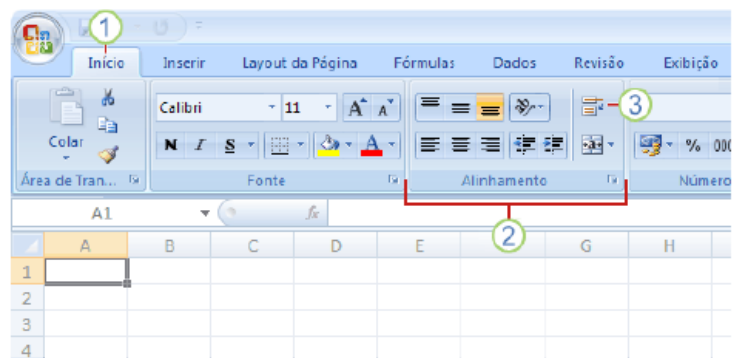 1
Início Inserir Layout da Página Fórmulas Dados Revisão Exibiçã
Calibri 11 A A 3
Colar N I S A % 000
Área de Tran... Fonte Alinhamento Número
A1 fx
2
A B C D E G H
1
2
3
4